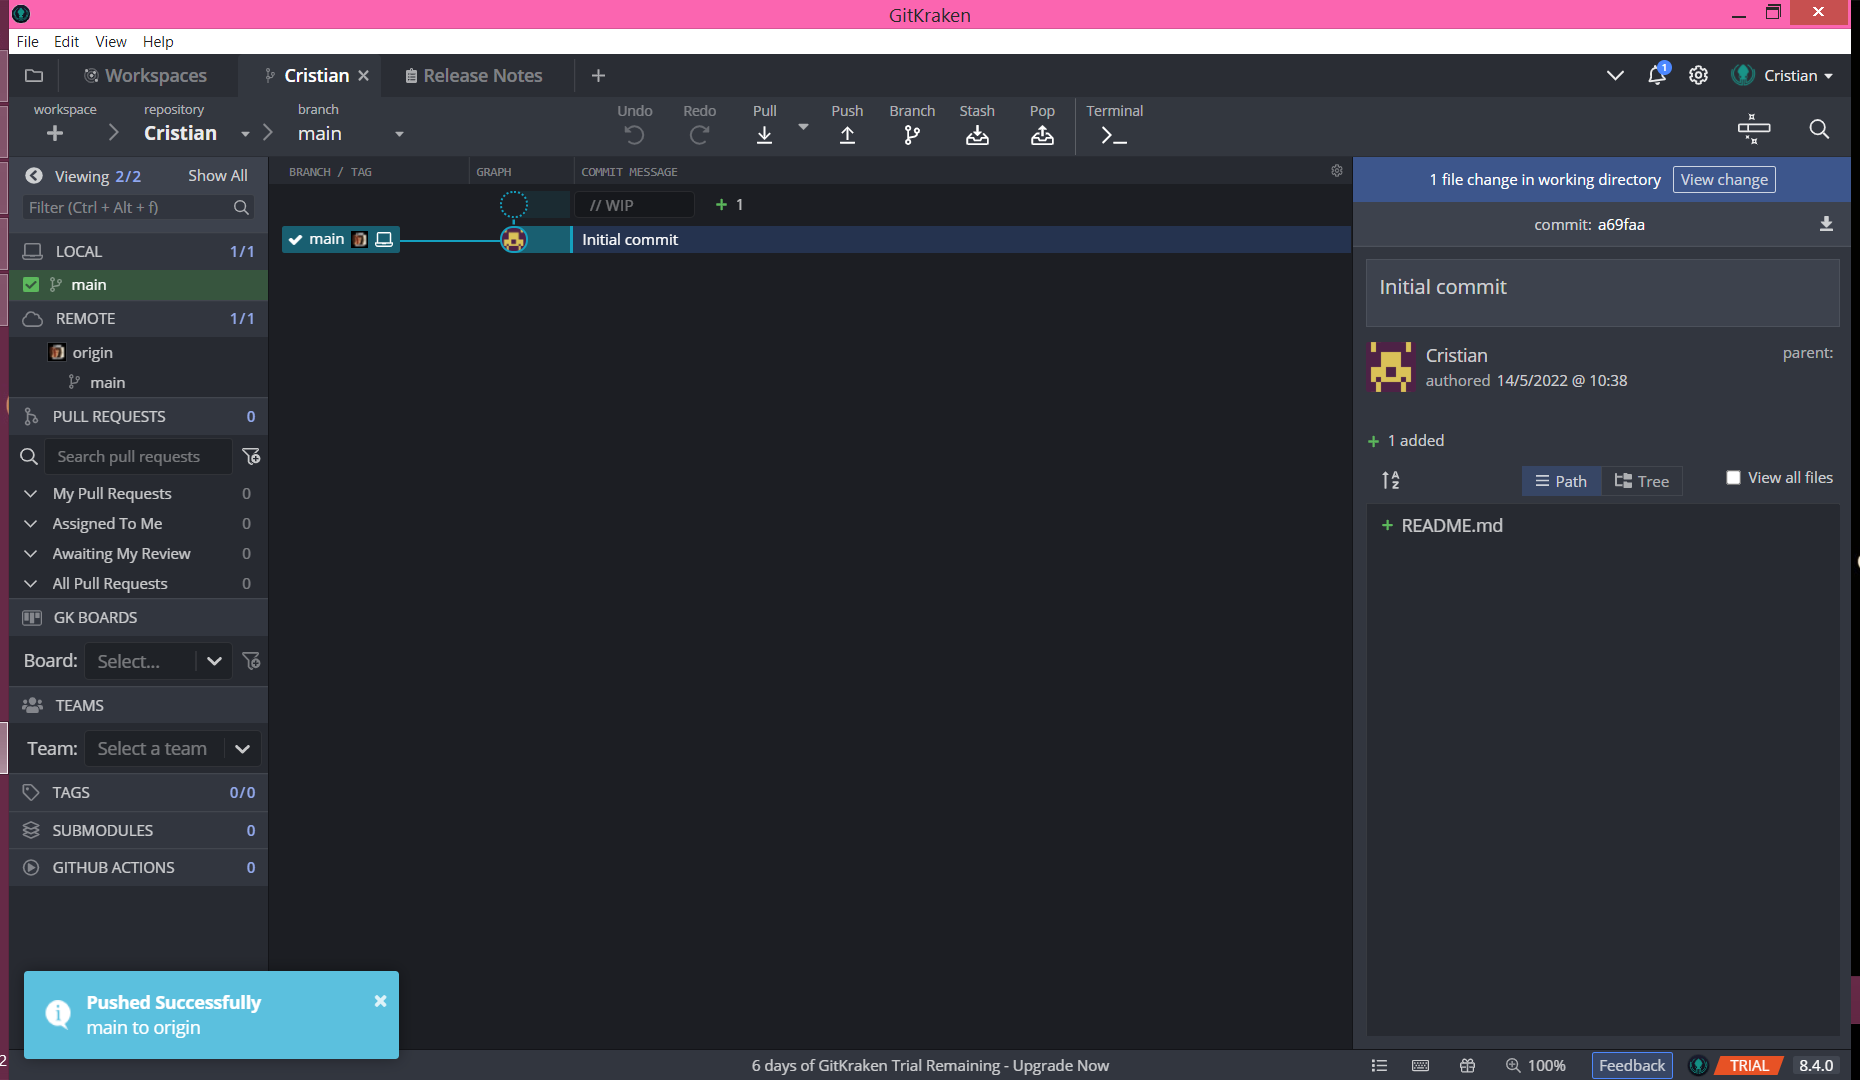 GitKraken
File Edit View Help
Workspaces Cristian Release Notes
Cristian
workspace repository branch
Cristian main
Undo Redo Pull Push Branch Stash Pop Terminal
Viewing 2/2 Show All
Filter (Ctrl + Alt + f)
LOCAL 1/1
main
REMOTE 1/1
origin
main
PULL REQUESTS 0
Search pull requests
My Pull Requests 0
Assigned To Me 0
Awaiting My Review 0
All Pull Requests 0
GK BOARDS
Board: Select...
TEAMS
Team: Select a team
TAGS 0/0
SUBMODULES 0
GITHUB ACTIONS 0
BRANCH / TAG GRAPH COMMIT MESSAGE
// WIP + 1
main Initial commit
1 file change in working directory View change
commit: a69faa
Initial commit
Cristian parent:
authored 14/5/2022 @ 10:38
+ 1 added
Path Tree View all files
+ README.md
Pushed Successfully
main to origin
2
6 days of GitKraken Trial Remaining - Upgrade Now
100% Feedback TRIAL 8.4.0
1